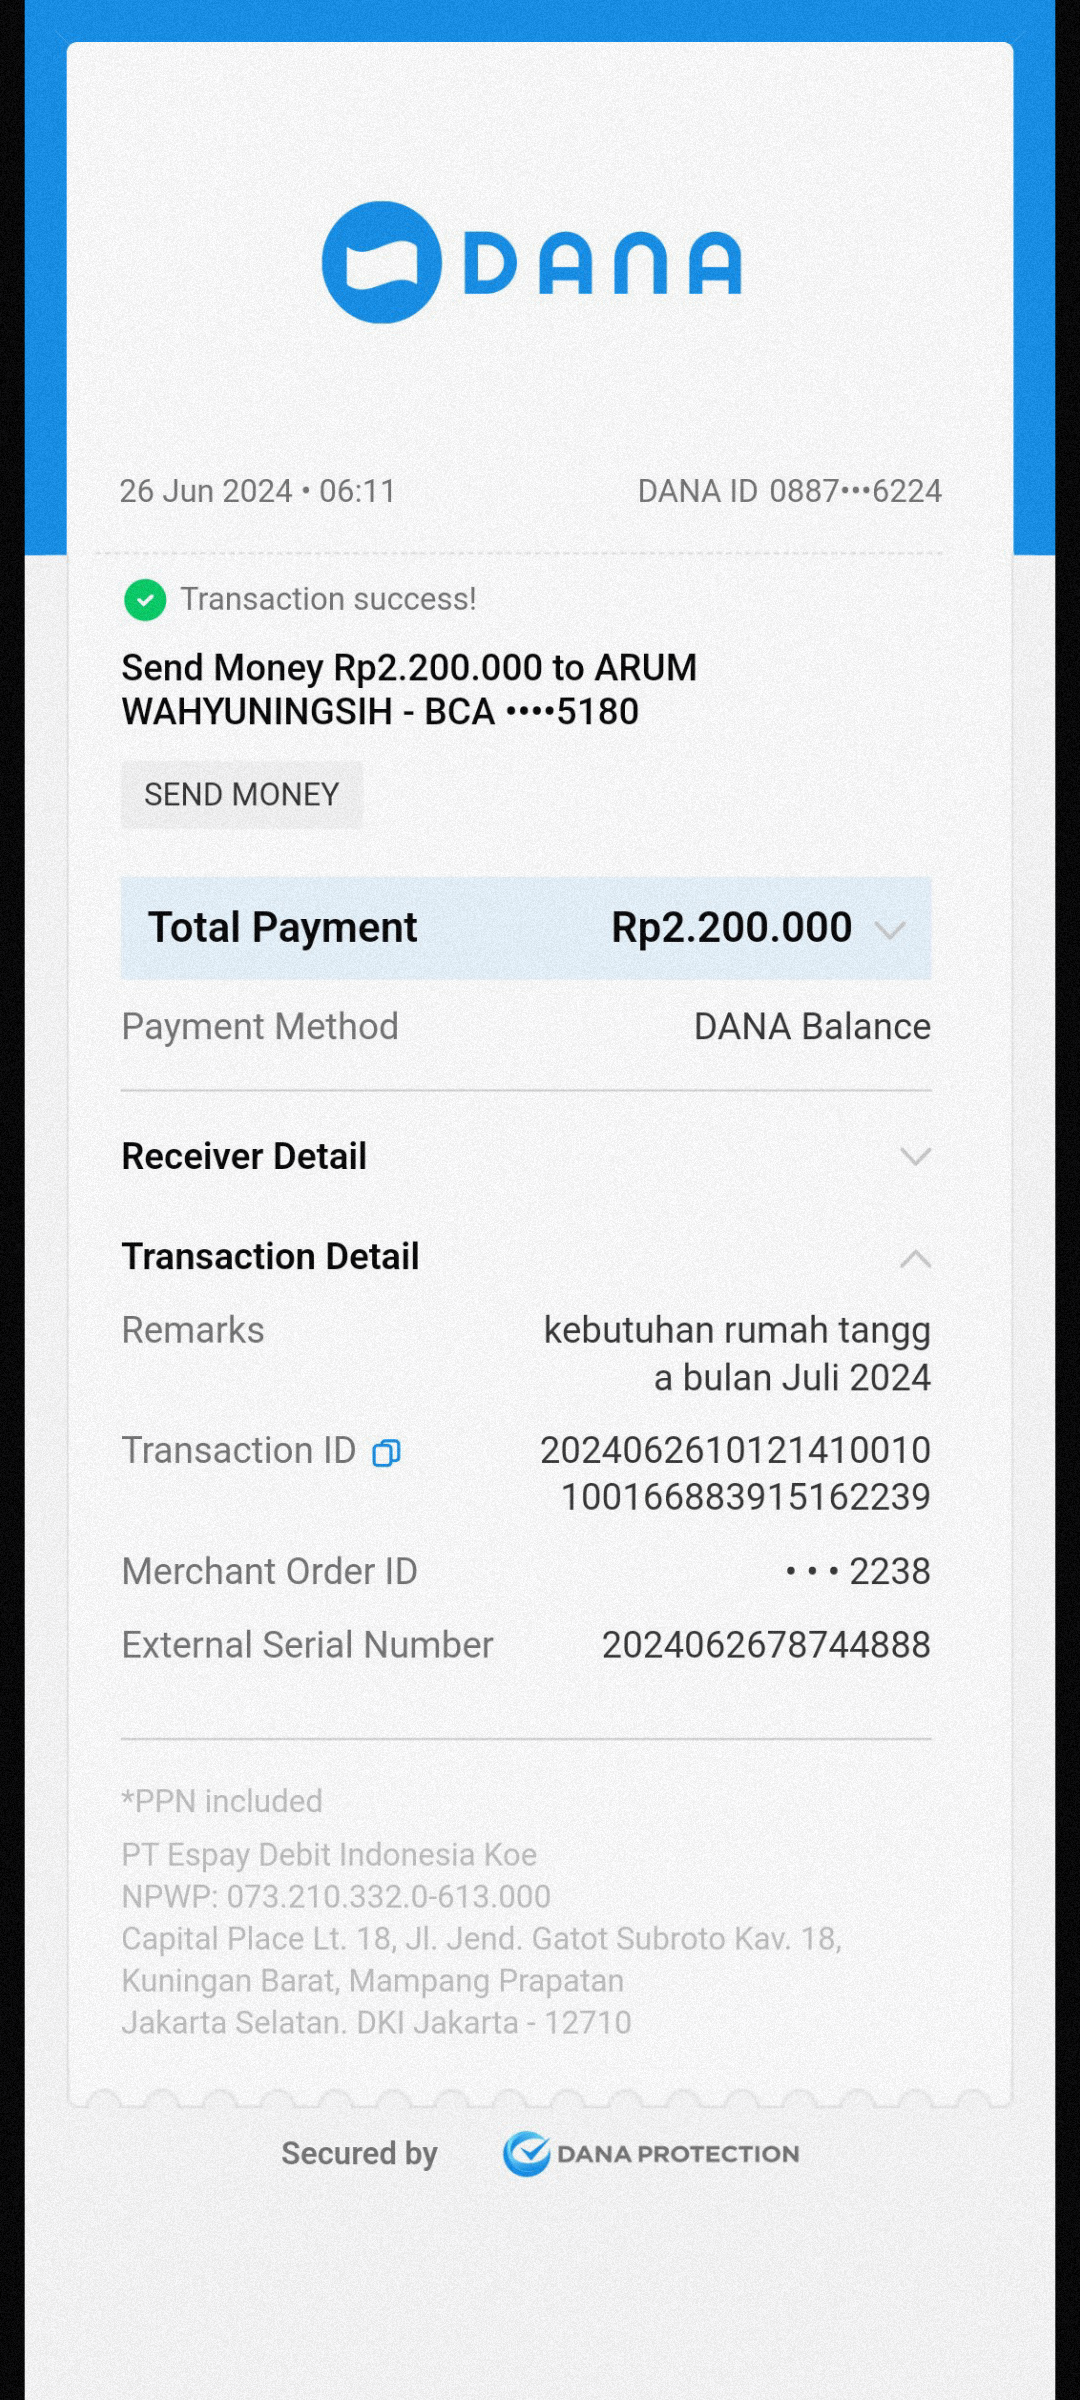 DANA
26 Jun 2024 • 06:11 DANA ID 0887•••6224
Transaction success!
Send Money Rp2.200.000 to ARUM
WAHYUNINGSIH - BCA ••••5180
SEND MONEY
Total Payment Rp2.200.000
Payment Method DANA Balance
Receiver Detail
Transaction Detail
Remarks kebutuhan rumah tangg
a bulan Juli 2024
Transaction ID 2024062610121410010
100166883915162239
Merchant Order ID • • • 2238
External Serial Number 2024062678744888
*PPN included
PT Espay Debit Indonesia Koe
NPWP: 073.210.332.0-613.000
Capital Place Lt. 18, Jl. Jend. Gatot Subroto Kav. 18,
Kuningan Barat, Mampang Prapatan
Jakarta Selatan. DKI Jakarta - 12710
Secured by DANA PROTECTION